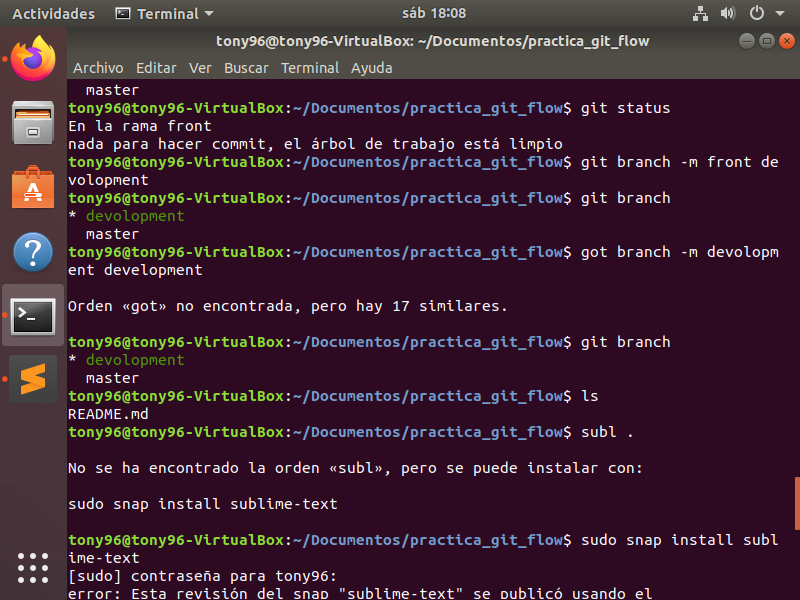 Actividades
Terminal
sáb 18:08
tony96@tony96-VirtualBox: ~/Documentos/practica_git_flow
Archivo Editar Ver Buscar Terminal Ayuda
master
tony96@tony96-VirtualBox:~/Documentos/practica_git_flow$ git status
En la rama front
nada para hacer commit, el árbol de trabajo está limpio
tony96@tony96-VirtualBox:~/Documentos/practica_git_flow$ git branch -m front de
volopment
tony96@tony96-VirtualBox:~/Documentos/practica_git_flow$ git branch
* devolopment
master
tony96@tony96-VirtualBox:~/Documentos/practica_git_flow$ got branch -m devolopm
ent development

Orden «got» no encontrada, pero hay 17 similares.

tony96@tony96-VirtualBox:~/Documentos/practica_git_flow$ git branch
* devolopment
master
tony96@tony96-VirtualBox:~/Documentos/practica_git_flow$ ls
README.md
tony96@tony96-VirtualBox:~/Documentos/practica_git_flow$ subl .

No se ha encontrado la orden «subl», pero se puede instalar con:

sudo snap install sublime-text

tony96@tony96-VirtualBox:~/Documentos/practica_git_flow$ sudo snap install subl
ime-text
[sudo] contraseña para tony96:
error: Esta revisión del snap "sublime-text" se publicó usando el